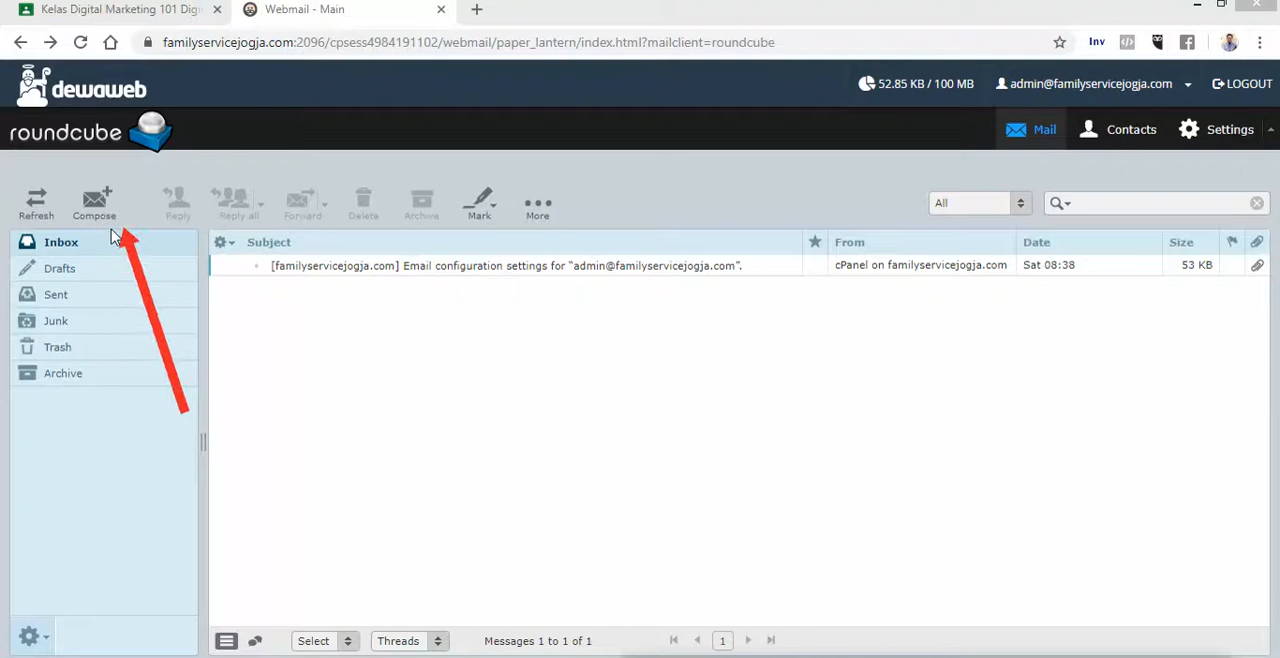 Kelas Digital Marketing 101 Digi
Webmail - Main
familyservicejogja.com:2096/cpsess4984191102/webmail/paper_lantern/index.html?mailclient=roundcube
Inv
dewaweb
52.85 KB / 100 MB
admin@familyservicejogja.com
LOGOUT
roundcube
Mail
Contacts
Settings
Refresh
Compose
Reply
Reply all
Forward
Delete
Archive
Mark
More
All
Inbox
Subject
From
Date
Size
Drafts
[familyservicejogja.com] Email configuration settings for “admin@familyservicejogja.com”.
cPanel on familyservicejogja.com
Sat 08:38
53 KB
Sent
Junk
Trash
Archive
Select
Threads
Messages 1 to 1 of 1
1